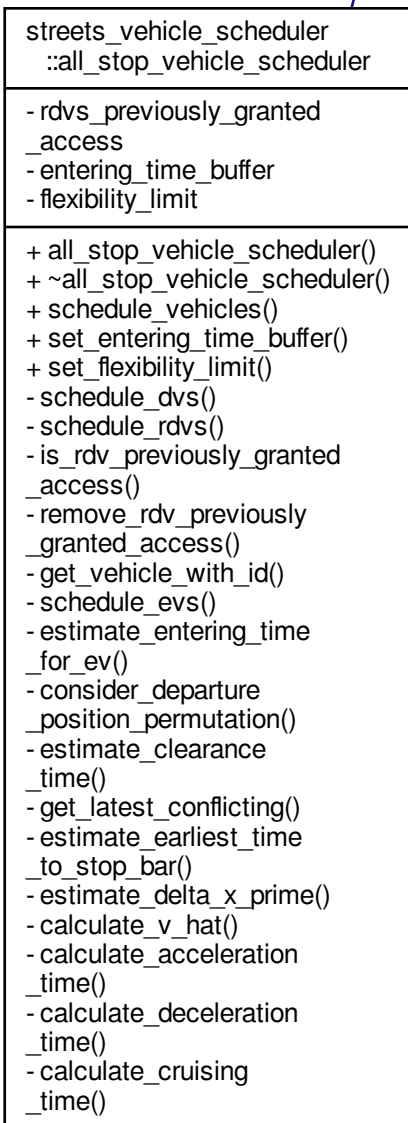 streets_vehicle_scheduler
::all_stop_vehicle_scheduler
- rdvs_previously_granted
_access
- entering_time_buffer
- flexibility_limit
+ all_stop_vehicle_scheduler()
+ ~all_stop_vehicle_scheduler()
+ schedule_vehicles()
+ set_entering_time_buffer()
+ set_flexibility_limit()
- schedule_dvs()
- schedule_rdvs()
- is_rdv_previously_granted
_access()
- remove_rdv_previously
_granted_access()
- get_vehicle_with_id()
- schedule_evs()
- estimate_entering_time
_for_ev()
- consider_departure
_position_permutation()
- estimate_clearance
_time()
- get_latest_conflicting()
- estimate_earliest_time
_to_stop_bar()
- estimate_delta_x_prime()
- calculate_v_hat()
- calculate_acceleration
_time()
- calculate_deceleration
_time()
- calculate_cruising
_time()